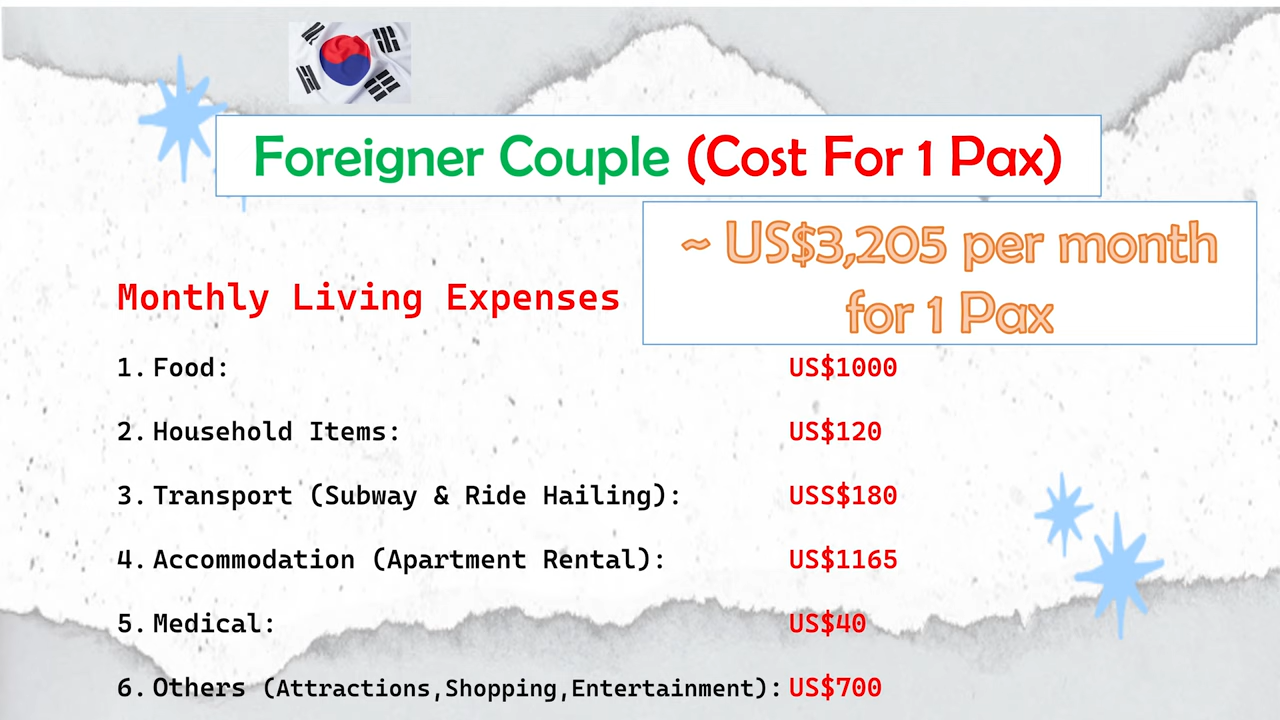 Foreigner Couple (Cost For 1 Pax)
~ US$3,205 per month
for 1 Pax
Monthly Living Expenses
1. Food: US$1000
2. Household Items: US$120
3. Transport (Subway & Ride Hailing): USS$180
4. Accommodation (Apartment Rental): US$1165
5. Medical: US$40
6. Others (Attractions,Shopping,Entertainment): US$700